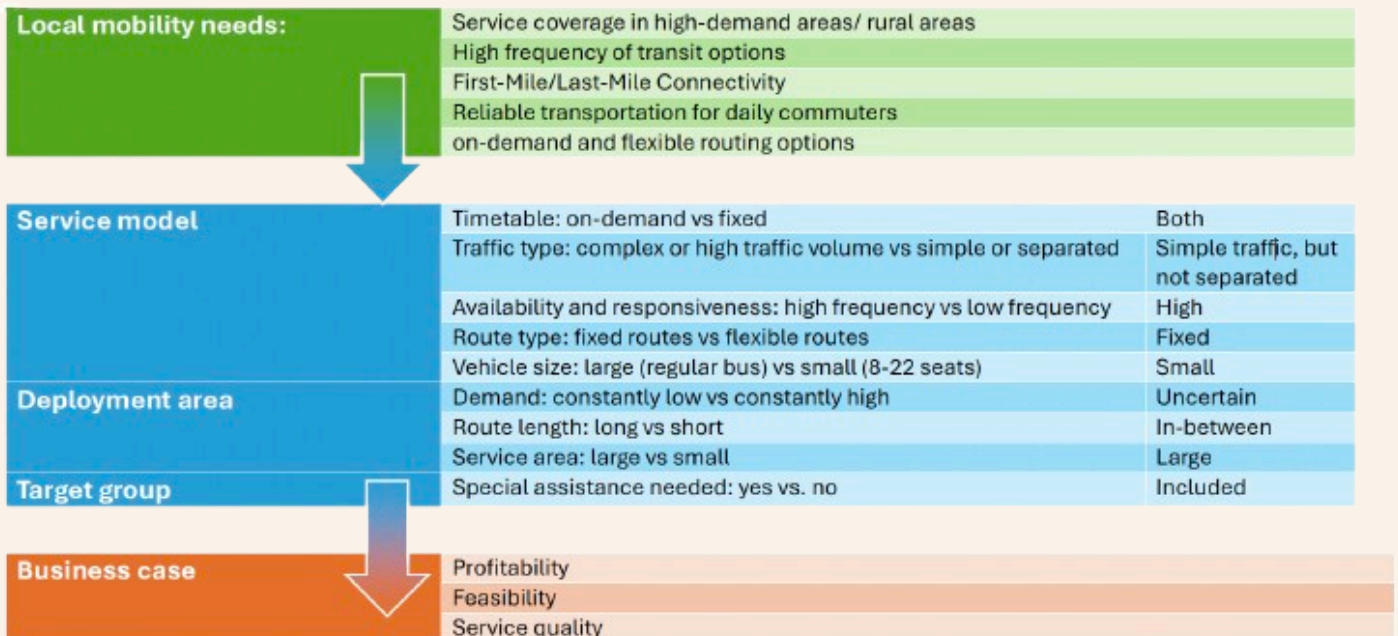 Local mobility needs:
Service coverage in high-demand areas/ rural areas
High frequency of transit options
First-Mile/Last-Mile Connectivity
Reliable transportation for daily commuters
on-demand and flexible routing options
Service model
Timetable: on-demand vs fixed
Both
Traffic type: complex or high traffic volume vs simple or separated
Simple traffic, but
not separated
Availability and responsiveness: high frequency vs low frequency
High
Route type: fixed routes vs flexible routes
Fixed
Vehicle size: large (regular bus) vs small (8-22 seats)
Small
Deployment area
Demand: constantly low vs constantly high
Uncertain
Route length: long vs short
In-between
Service area: large vs small
Large
Target group
Special assistance needed: yes vs. no
Included
Business case
Profitability
Feasibility
Service quality